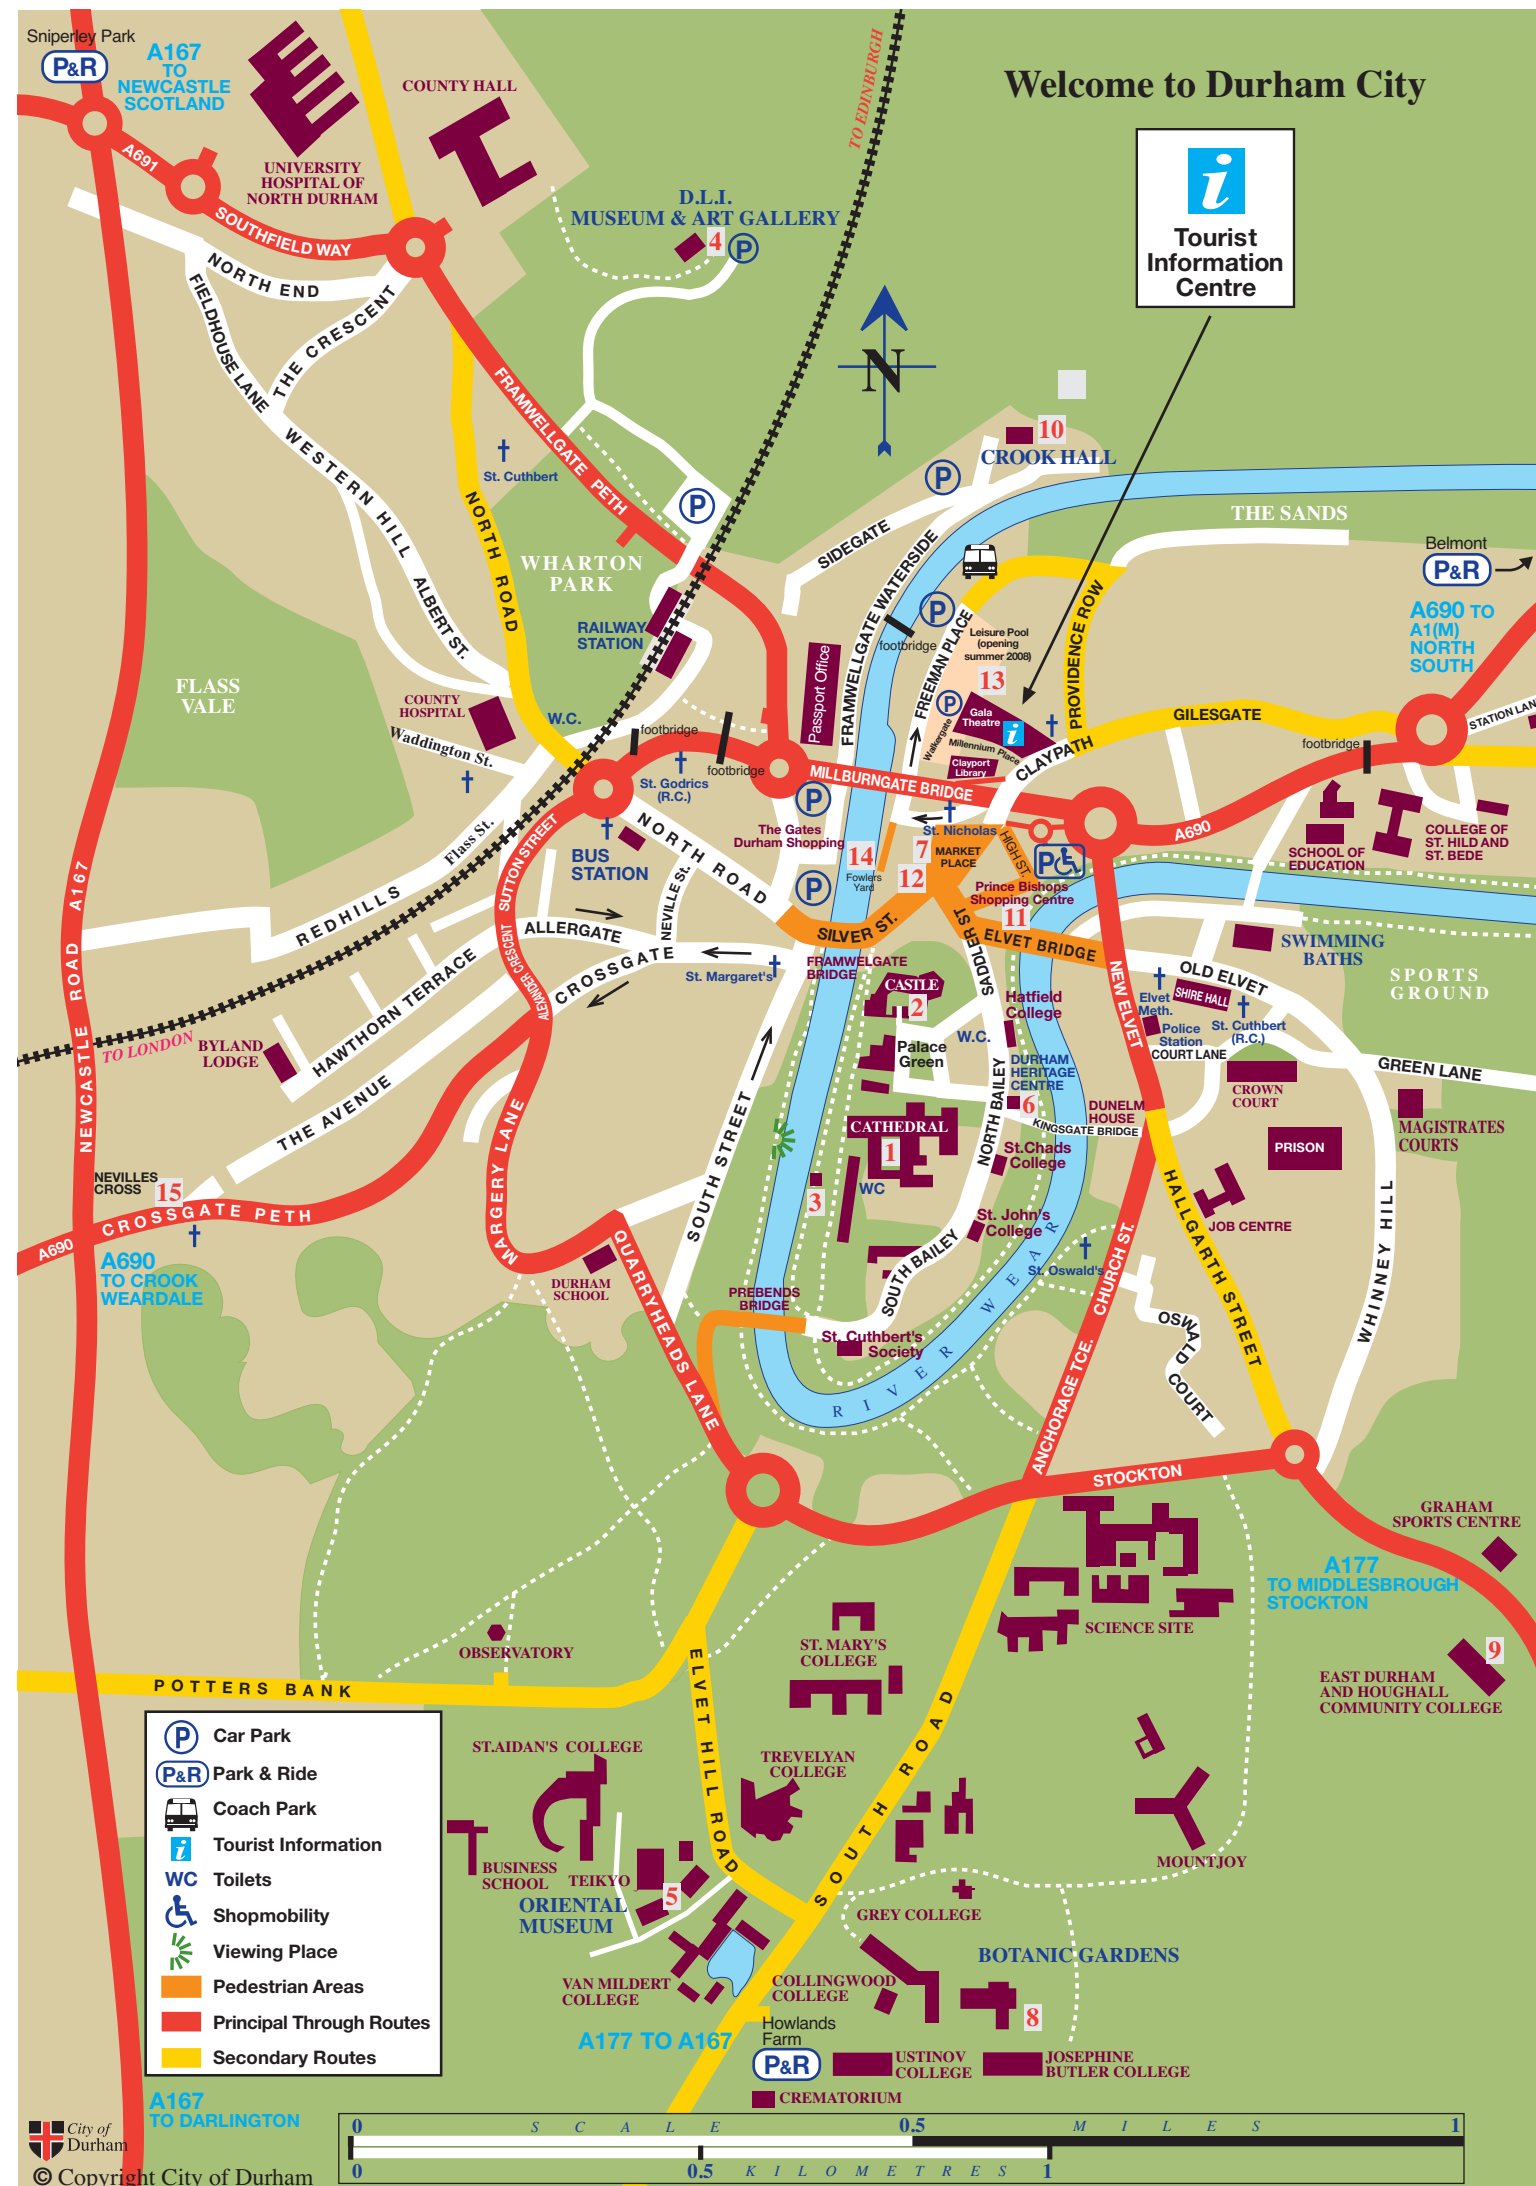 Welcome to Durham City
Sniperley Park
P&R
A167
TO
NEWCASTLE
SCOTLAND
A691
SOUTHFIELD WAY
UNIVERSITY
HOSPITAL OF
NORTH DURHAM
COUNTY HALL
D.L.I.
MUSEUM & ART GALLERY
4
P
TO EDINBURGH
i
Tourist
Information
Centre
N
NORTH END
FIELDHOUSE LANE
THE CRESCENT
WESTERN HILL
ALBERT ST.
FRAMWELLGATE PETH
St. Cuthbert
NORTH ROAD
P
WHARTON
PARK
RAILWAY
STATION
10
CROOK HALL
P
SIDEGATE
FRAMWELLGATE WATERSIDE
THE SANDS
Belmont
P&R
A690 TO
A1(M)
NORTH
SOUTH
P
footbridge
FREEMAN PLACE
Leisure Pool
(opening
summer 2008)
13
PROVIDENCE ROW
Passport Office
P
Walkergate
Gala
Theatre
i
Millennium Place
Clayport
Library
CLAYPATH
GILESGATE
STATION LAN
footbridge
FLASS
VALE
COUNTY
HOSPITAL
W.C.
Waddington St.
footbridge
footbridge
St. Godrics
(R.C.)
MILLBURNGATE BRIDGE
P
The Gates
Durham Shopping
St. Nicholas
7
MARKET
PLACE
HIGH ST.
P
A690
SCHOOL OF
EDUCATION
COLLEGE OF
ST. HILD AND
ST. BEDE
Flass St.
SUTTON STREET
BUS
STATION
NORTH ROAD
NEVILLE St.
14
Fowlers
Yard
12
P
Prince Bishops
Shopping Centre
11
SILVER ST.
SADDLER ST
ELVET BRIDGE
REDHILLS
ALLERGATE
CROSSGATE
St. Margaret's
FRAMWELGATE
BRIDGE
ALEXANDER CRESCENT
HAWTHORN TERRACE
NEWCASTLE ROAD A167
TO LONDON
BYLAND
LODGE
THE AVENUE
CASTLE
2
Hatfield
College
W.C.
Palace
Green
DURHAM
HERITAGE
CENTRE
6
NEW ELVET
OLD ELVET
SWIMMING
BATHS
SPORTS
GROUND
Elvet
Meth.
SHIRE HALL
Police
Station
St. Cuthbert
(R.C.)
COURT LANE
GREEN LANE
CROWN
COURT
MAGISTRATES
COURTS
PRISON
DUNELM
HOUSE
KINGSGATE BRIDGE
CATHEDRAL
1
NORTH BAILEY
St.Chads
College
WC
3
SOUTH STREET
MARGERY LANE
NEVILLES
CROSS
15
CROSSGATE PETH
A690
A690
TO CROOK
WEARDALE
DURHAM
SCHOOL
QUARRYHEADS LANE
St. John's
College
SOUTH BAILEY
PREBENDS
BRIDGE
St. Cuthbert's
Society
RIVER WEAR
St. Oswald's
CHURCH ST.
ANCHORAGE TCE.
JOB CENTRE
HALLGARTH STREET
OSWALD
COURT
WHINEY HILL
STOCKTON
GRAHAM
SPORTS CENTRE
A177
TO MIDDLESBROUGH
STOCKTON
SCIENCE SITE
9
EAST DURHAM
AND HOUGHALL
COMMUNITY COLLEGE
OBSERVATORY
POTTERS BANK
ELVET HILL ROAD
ST. MARY'S
COLLEGE
SOUTH ROAD
ST.AIDAN'S COLLEGE
TREVELYAN
COLLEGE
BUSINESS
SCHOOL
TEIKYO
5
ORIENTAL
MUSEUM
MOUNTJOY
GREY COLLEGE
BOTANIC GARDENS
VAN MILDERT
COLLEGE
COLLINGWOOD
COLLEGE
8
A177 TO A167
Howlands
Farm
P&R
USTINOV
COLLEGE
JOSEPHINE
BUTLER COLLEGE
CREMATORIUM
P Car Park
P&R Park & Ride
Coach Park
i Tourist Information
WC Toilets
Shopmobility
Viewing Place
Pedestrian Areas
Principal Through Routes
Secondary Routes
A167
TO DARLINGTON
City of
Durham
© Copyright City of Durham
0 SCALE 0.5 MILES 1
0 0.5 KILOMETRES 1